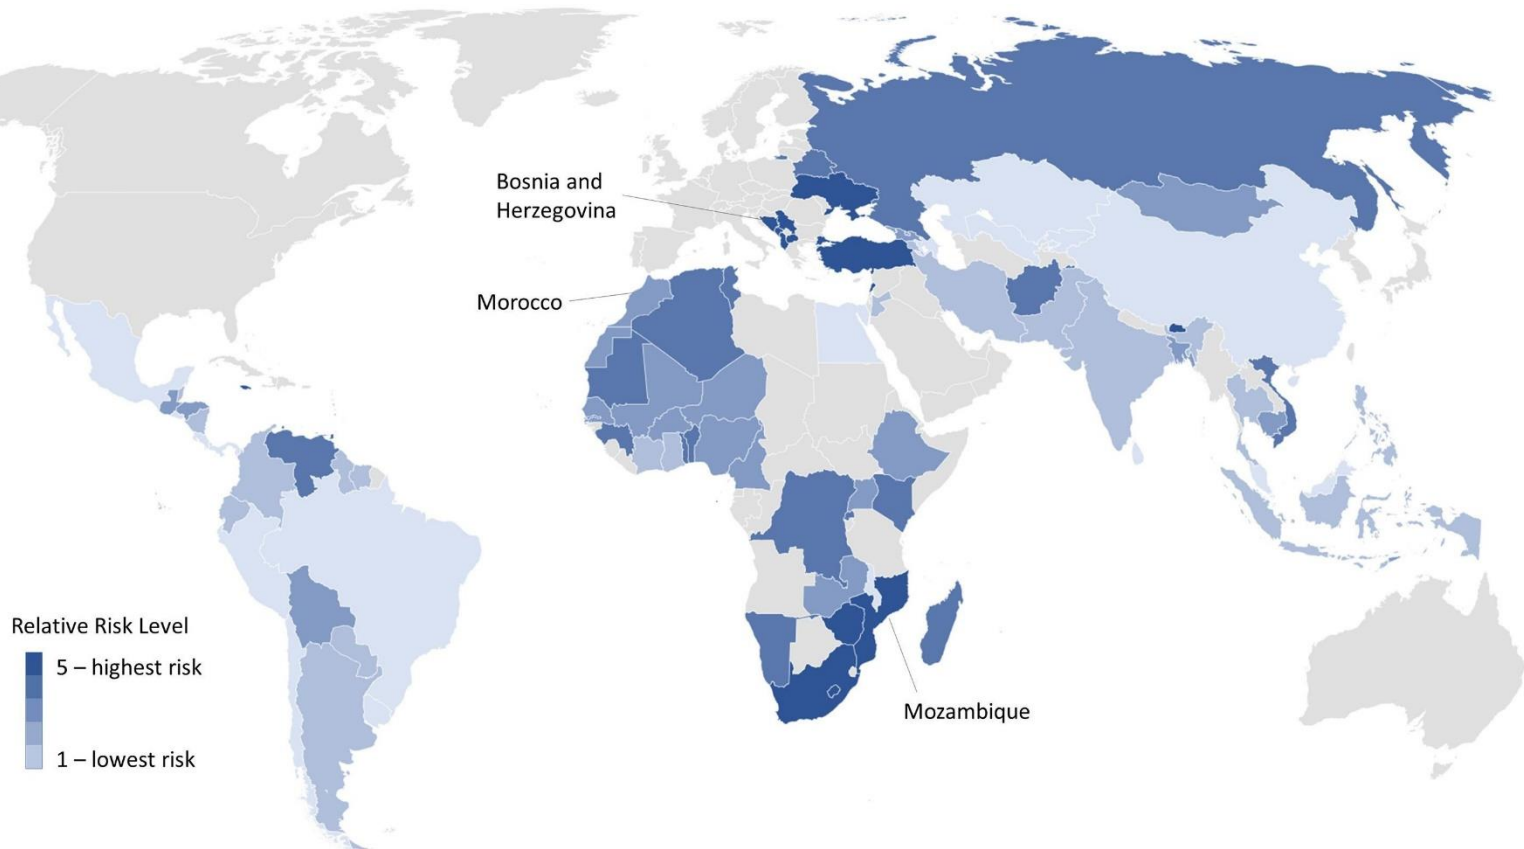 Bosnia and
Herzegovina
Morocco
Relative Risk Level
5 – highest risk
1 – lowest risk
Mozambique